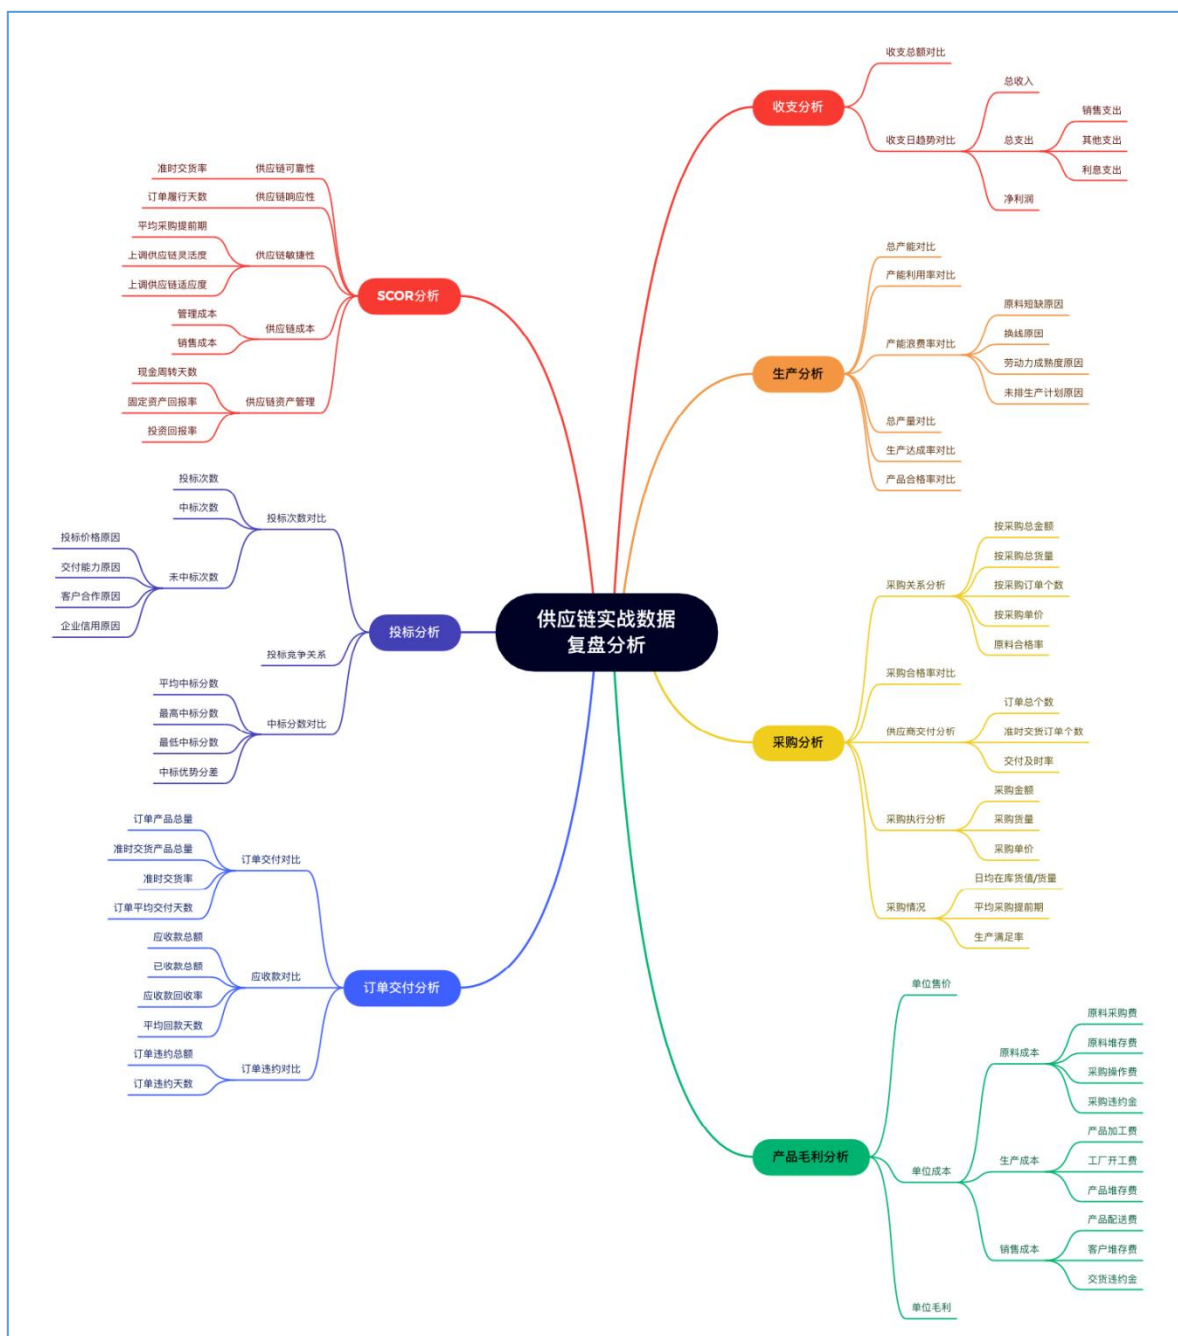 供应链实战数据
复盘分析
收支分析
收支总额对比
收支日趋势对比
总收入
总支出
销售支出
其他支出
利息支出
净利润
生产分析
总产能对比
产能利用率对比
产能浪费率对比
原料短缺原因
换线原因
劳动力成熟度原因
未排生产计划原因
总产量对比
生产达成率对比
产品合格率对比
采购分析
采购关系分析
按采购总金额
按采购总货量
按采购订单个数
按采购单价
原料合格率
采购合格率对比
供应商交付分析
订单总个数
准时交货订单个数
交付及时率
采购执行分析
采购金额
采购货量
采购单价
采购情况
日均在库货值/货量
平均采购提前期
生产满足率
产品毛利分析
单位售价
单位成本
原料成本
原料采购费
原料堆存费
采购操作费
采购违约金
生产成本
产品加工费
工厂开工费
产品堆存费
销售成本
产品配送费
客户堆存费
交货违约金
单位毛利
SCOR分析
供应链可靠性
准时交货率
供应链响应性
订单履行天数
供应链敏捷性
平均采购提前期
上调供应链灵活度
上调供应链适应度
供应链成本
管理成本
销售成本
供应链资产管理
现金周转天数
固定资产回报率
投资回报率
投标分析
投标次数对比
投标次数
中标次数
未中标次数
投标价格原因
交付能力原因
客户合作原因
企业信用原因
投标竞争关系
中标分数对比
平均中标分数
最高中标分数
最低中标分数
中标优势分差
订单交付分析
订单交付对比
订单产品总量
准时交货产品总量
准时交货率
订单平均交付天数
应收款对比
应收款总额
已收款总额
应收款回收率
平均回款天数
订单违约对比
订单违约总额
订单违约天数